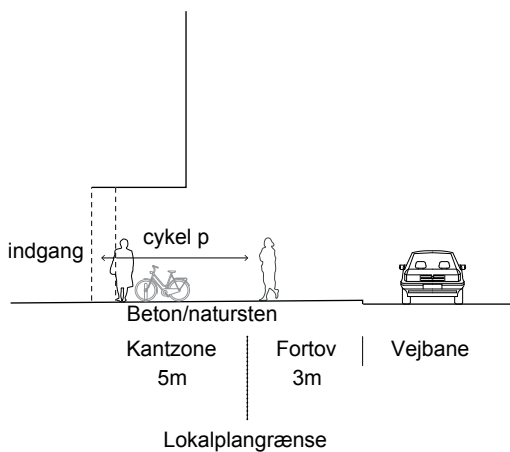 cykel p
indgang
Beton/natursten
Kantzone
5m
Fortov
3m
Vejbane
Lokalplangrænse